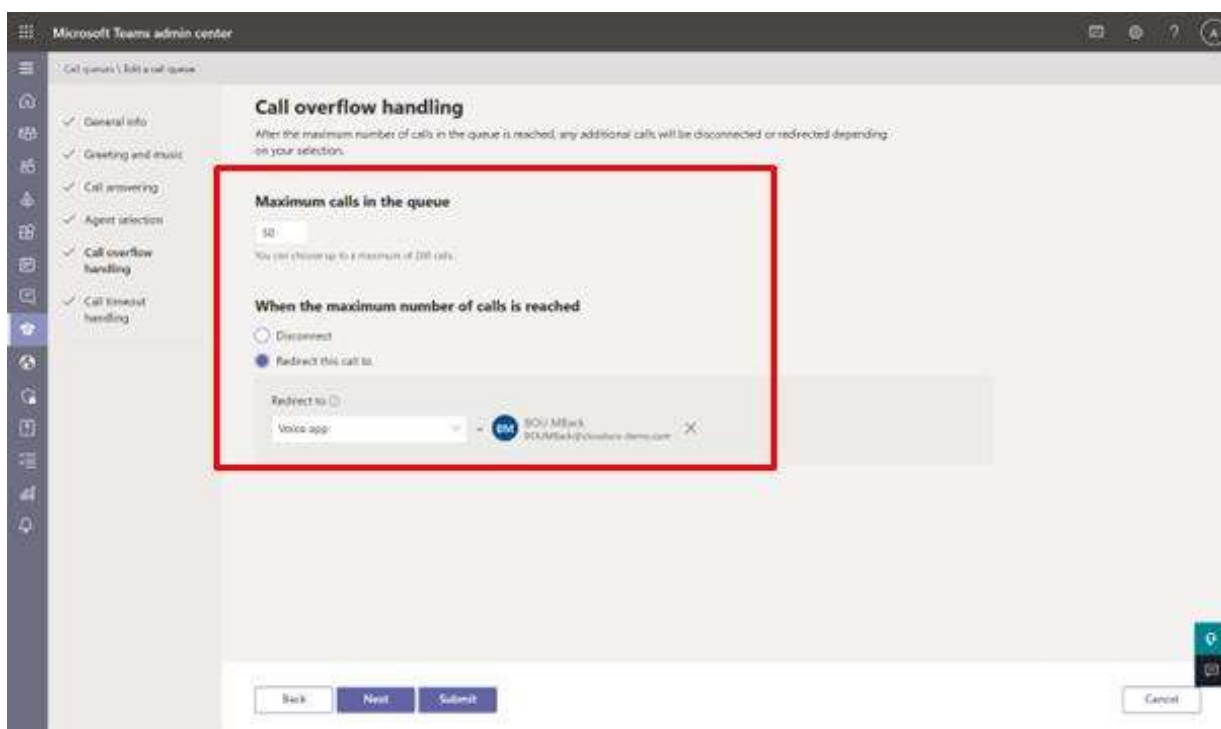 Microsoft Teams admin center
Call queues \ Edit a call queue
General info
Greeting and music
Call answering
Agent selection
Call overflow
handling
Call timeout
handling
Call overflow handling
After the maximum number of calls in the queue is reached, any additional calls will be disconnected or redirected depending
on your selection.
Maximum calls in the queue
50
You can choose up to a maximum of 200 calls.
When the maximum number of calls is reached
Disconnect
Redirect this call to
Redirect to
Voice app
BM
BOU MBack
Back
Next
Submit
Cancel